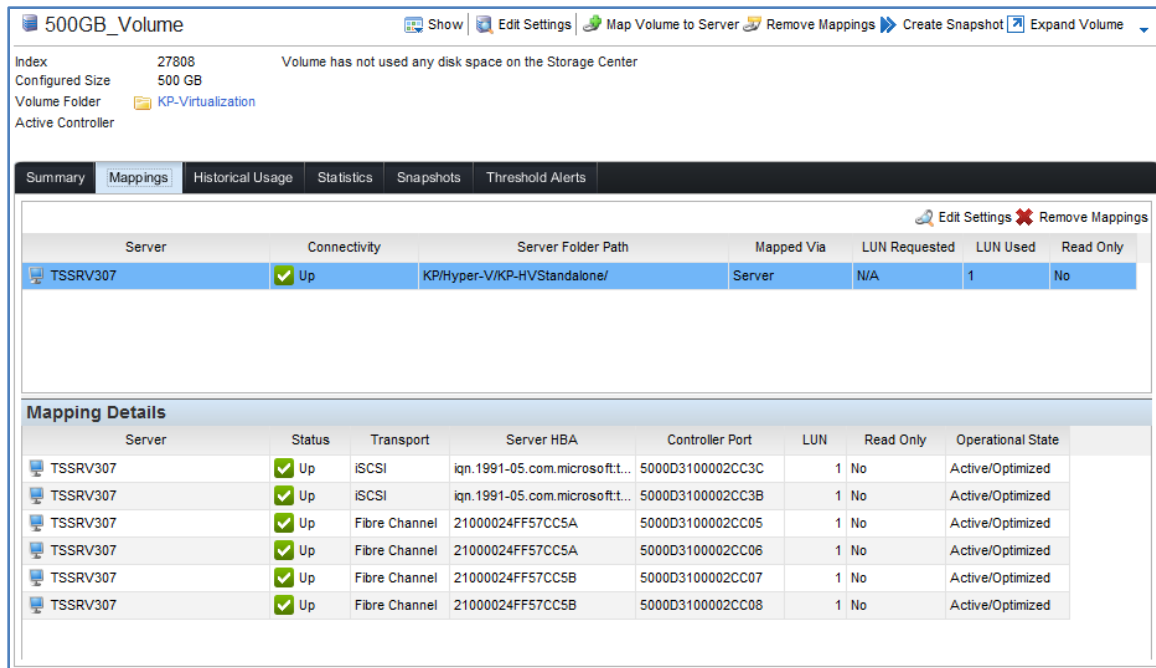 500GB_Volume Show Edit Settings Map Volume to Server Remove Mappings Create Snapshot Expand Volume
Index 27808 Volume has not used any disk space on the Storage Center
Configured Size 500 GB
Volume Folder KP-Virtualization
Active Controller
Summary Mappings Historical Usage Statistics Snapshots Threshold Alerts
Edit Settings Remove Mappings
Server Connectivity Server Folder Path Mapped Via LUN Requested LUN Used Read Only
TSSRV307 Up KP/Hyper-V/KP-HVStandalone/ Server N/A 1 No
Mapping Details
Server Status Transport Server HBA Controller Port LUN Read Only Operational State
TSSRV307 Up iSCSI iqn.1991-05.com.microsoft:t... 5000D3100002CC3C 1 No Active/Optimized
TSSRV307 Up iSCSI iqn.1991-05.com.microsoft:t... 5000D3100002CC3B 1 No Active/Optimized
TSSRV307 Up Fibre Channel 21000024FF57CC5A 5000D3100002CC05 1 No Active/Optimized
TSSRV307 Up Fibre Channel 21000024FF57CC5A 5000D3100002CC06 1 No Active/Optimized
TSSRV307 Up Fibre Channel 21000024FF57CC5B 5000D3100002CC07 1 No Active/Optimized
TSSRV307 Up Fibre Channel 21000024FF57CC5B 5000D3100002CC08 1 No Active/Optimized